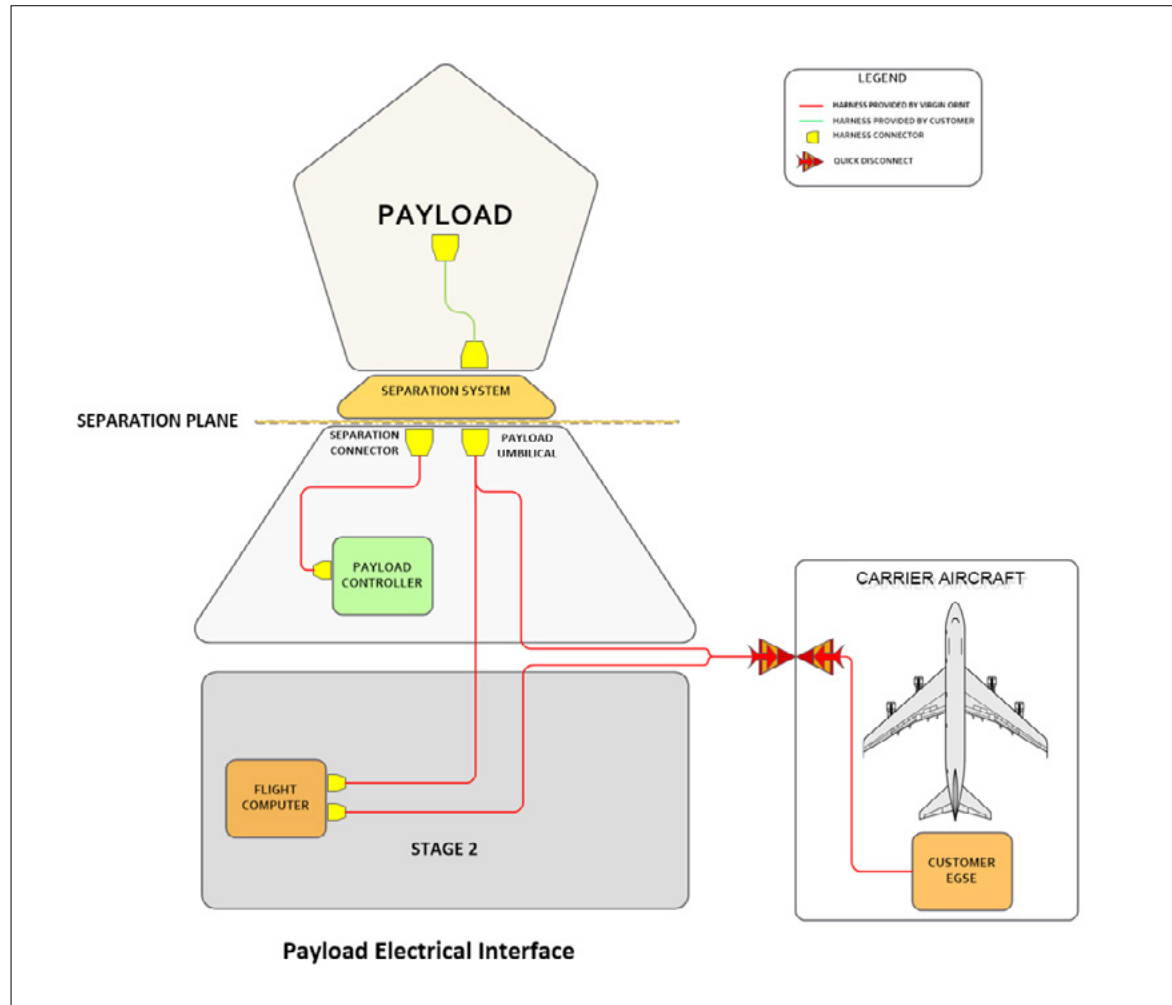 LEGEND
HARNESS PROVIDED BY VIRGIN ORBIT
HARNESS PROVIDED BY CUSTOMER
HARNESS CONNECTOR
QUICK DISCONNECT
PAYLOAD
SEPARATION SYSTEM
SEPARATION PLANE
SEPARATION
CONNECTOR
PAYLOAD
UMBILICAL
PAYLOAD
CONTROLLER
CARRIER AIRCRAFT
FLIGHT
COMPUTER
STAGE 2
CUSTOMER
EGSE
Payload Electrical Interface